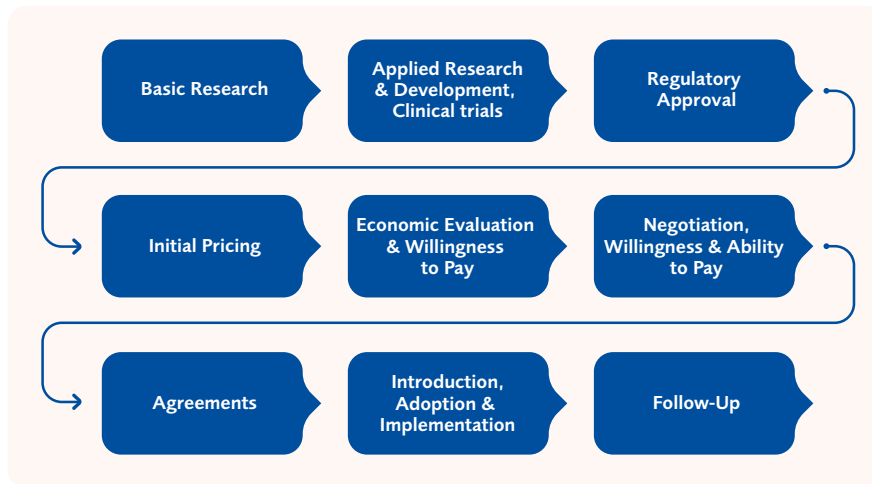 Basic Research
Applied Research
& Development,
Clinical trials
Regulatory
Approval
Initial Pricing
Economic Evaluation
& Willingness
to Pay
Negotiation,
Willingness & Ability
to Pay
Agreements
Introduction,
Adoption &
Implementation
Follow-Up